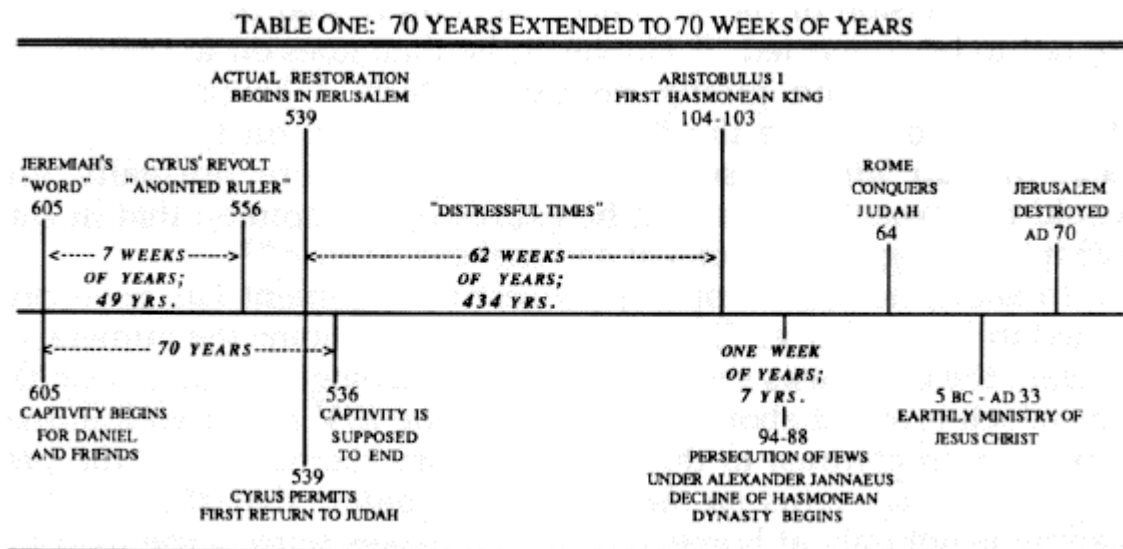 TABLE ONE: 70 YEARS EXTENDED TO 70 WEEKS OF YEARS
ACTUAL RESTORATION
BEGINS IN JERUSALEM
539
ARISTOBULUS I
FIRST HASMONEAN KING
104-103
JEREMIAH'S
"WORD"
605
CYRUS' REVOLT
"ANOINTED RULER"
556
"DISTRESSFUL TIMES"
ROME
CONQUERS
JUDAH
64
JERUSALEM
DESTROYED
AD 70
<----- 7 WEEKS ----->
OF YEARS;
49 YRS.
<----- 62 WEEKS ----->
OF YEARS;
434 YRS.
<----- 70 YEARS ----->
605
CAPTIVITY BEGINS
FOR DANIEL
AND FRIENDS
536
CAPTIVITY IS
SUPPOSED
TO END
539
CYRUS PERMITS
FIRST RETURN TO JUDAH
ONE WEEK
OF YEARS;
7 YRS.
94-88
PERSECUTION OF JEWS
UNDER ALEXANDER JANNAEUS
DECLINE OF HASMONEAN
DYNASTY BEGINS
5 BC - AD 33
EARTHLY MINISTRY OF
JESUS CHRIST